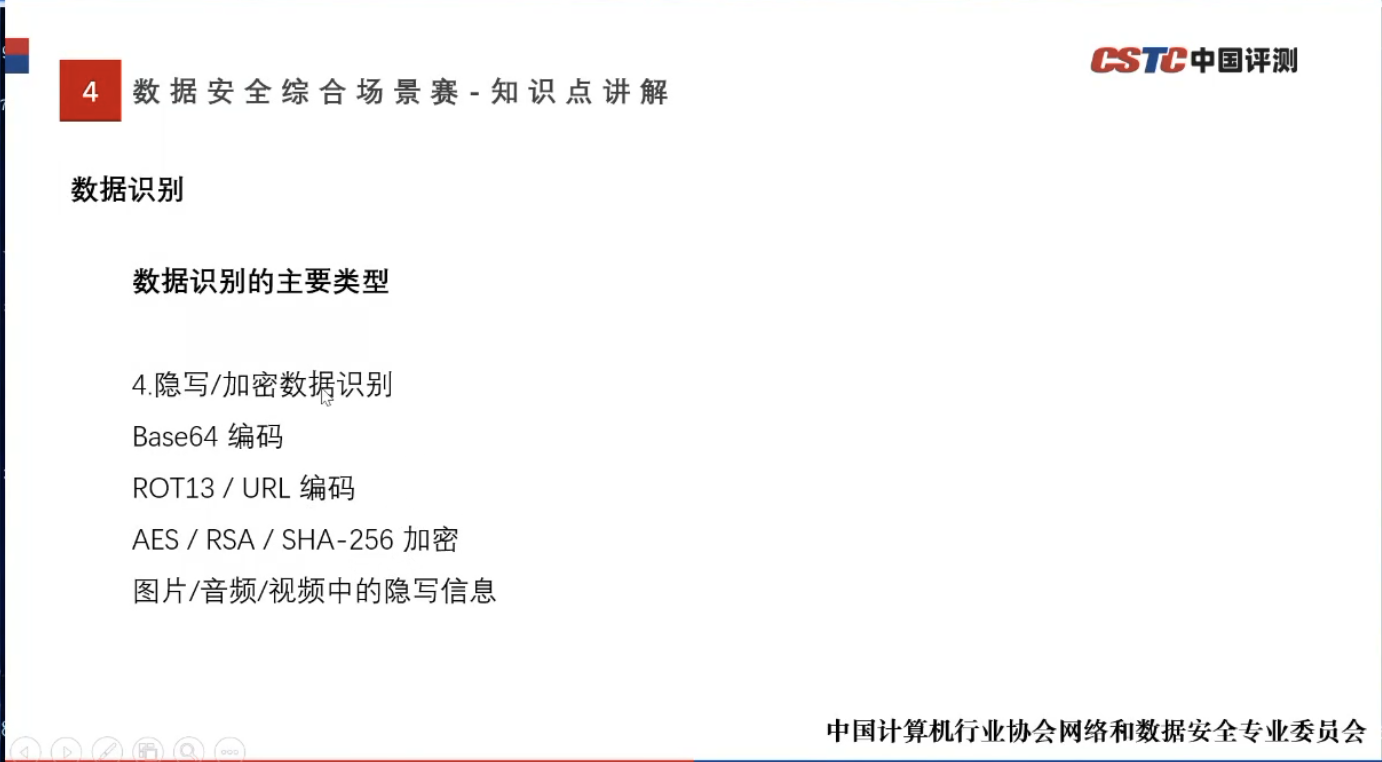 4
数据安全综合场景赛-知识点讲解
CSTC中国评测
数据识别
数据识别的主要类型
4.隐写/加密数据识别
Base64 编码
ROT13 / URL 编码
AES / RSA / SHA-256 加密
图片/音频/视频中的隐写信息
中国计算机行业协会网络和数据安全专业委员会